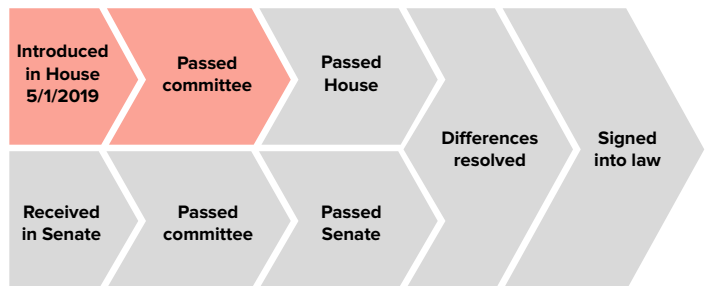 Introduced
in House
5/1/2019
Passed
committee
Passed
House
Differences
resolved
Signed
into law
Received
in Senate
Passed
committee
Passed
Senate